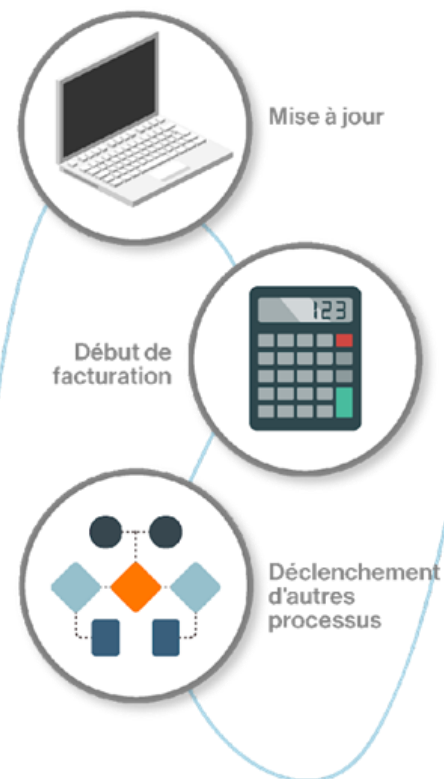 Mise à jour
123
Début de
facturation
Déclenchement
d'autres
processus